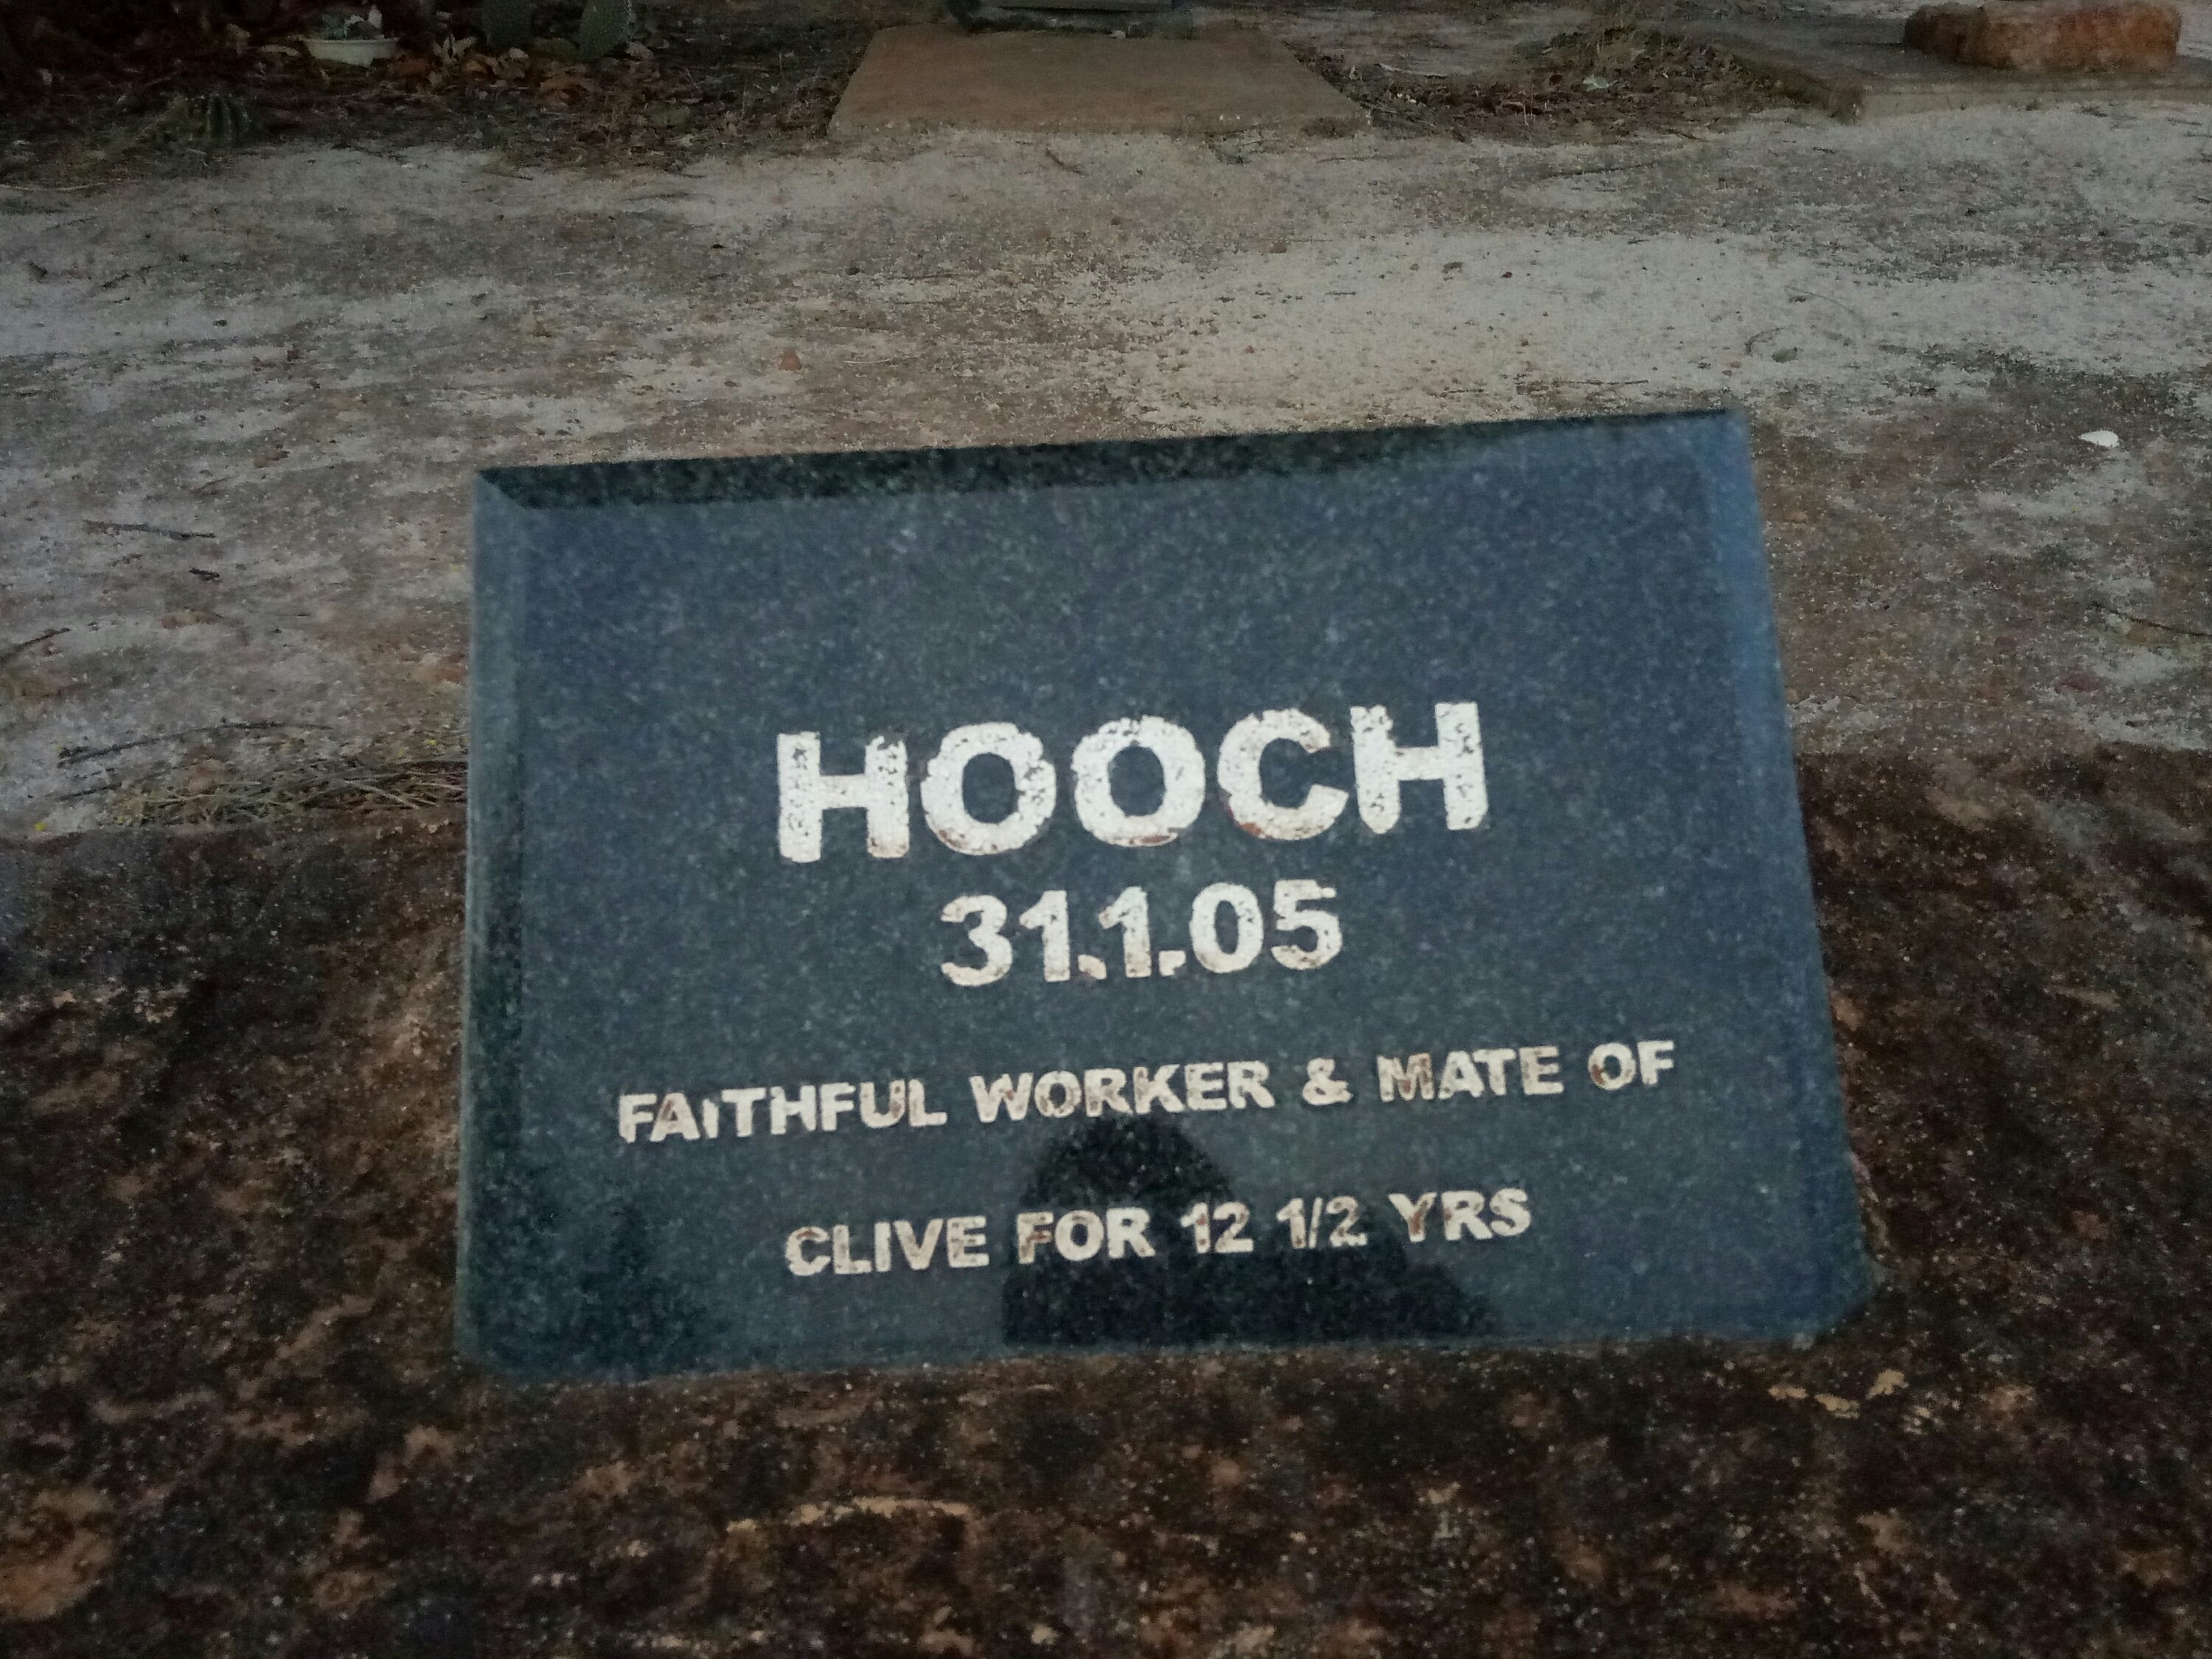 HOOCH
31.1.05
FAITHFUL WORKER & MATE OF
CLIVE FOR 12 1/2 YRS